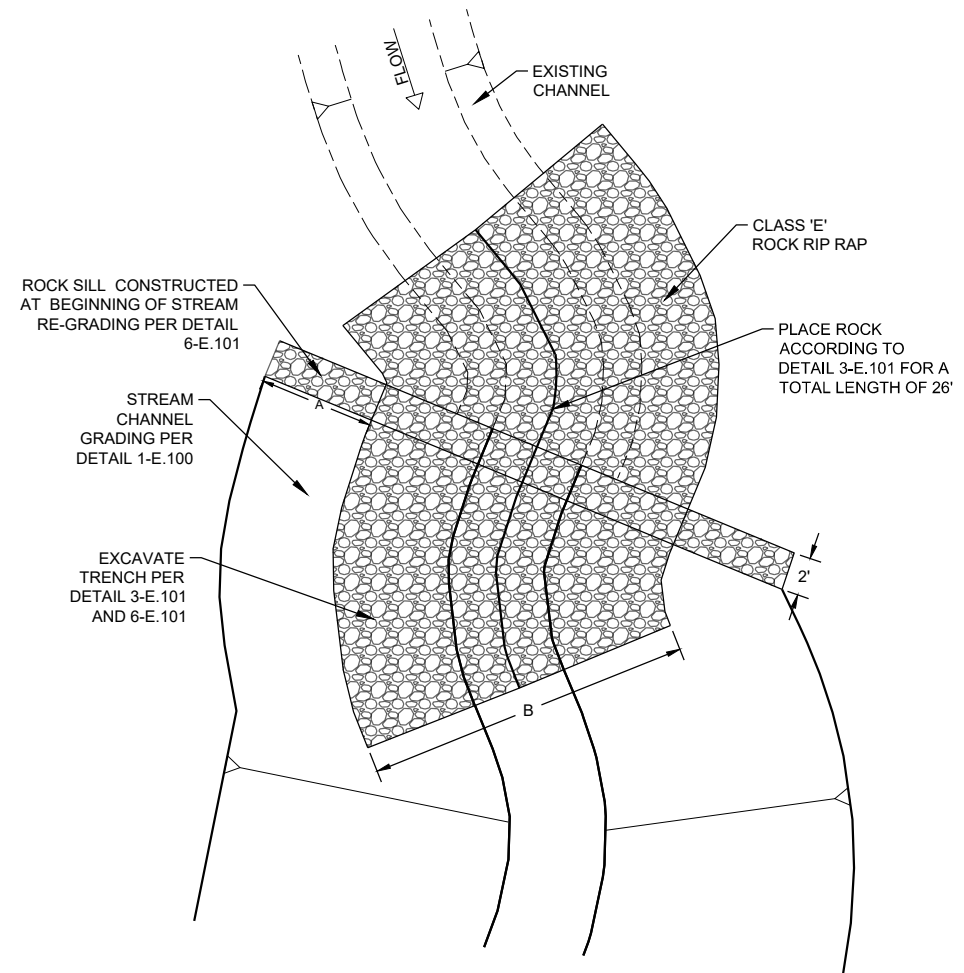 FLOW
EXISTING
CHANNEL
CLASS 'E'
ROCK RIP RAP
ROCK SILL CONSTRUCTED
AT BEGINNING OF STREAM
RE-GRADING PER DETAIL
6-E.101
PLACE ROCK
ACCORDING TO
DETAIL 3-E.101 FOR A
TOTAL LENGTH OF 26'
STREAM
CHANNEL
GRADING PER
DETAIL 1-E.100
A
EXCAVATE
TRENCH PER
DETAIL 3-E.101
AND 6-E.101
2'
B